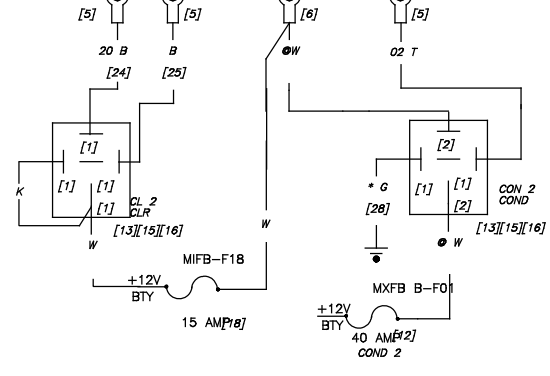 [5] [5] [6] [5]
20 B B @W 02 T
[24] [25]
[1] [2]
K [1] [1] * G [1] [1] CON 2
COND
[1] CL 2
CLR [28] [2]
[13][15][16] [13][15][16]
W W @ W
MIFB-F18
+12V
BTY
MXFB B-F01
+12V
BTY
15 AMP[18]
40 AMP[12]
COND 2